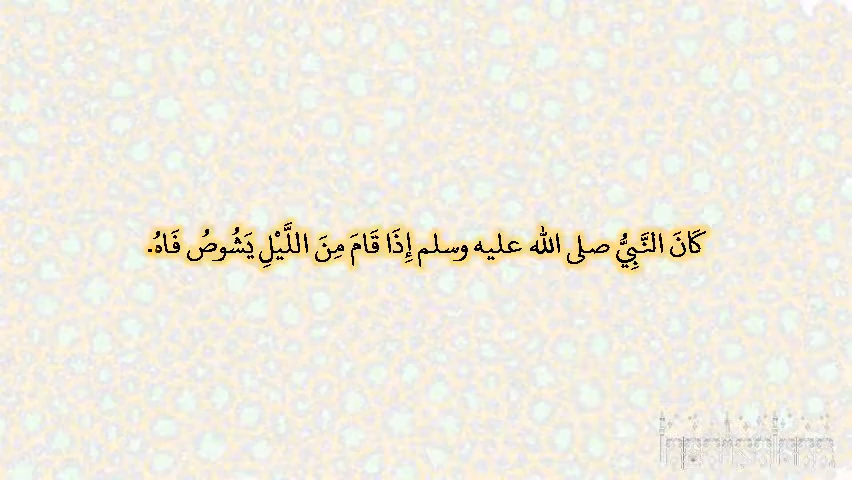 كَانَ النَّبِيُّ صلى الله عليه وسلم إِذَا قَامَ مِنَ اللَّيْلِ يَشُوصُ فَاهُ.